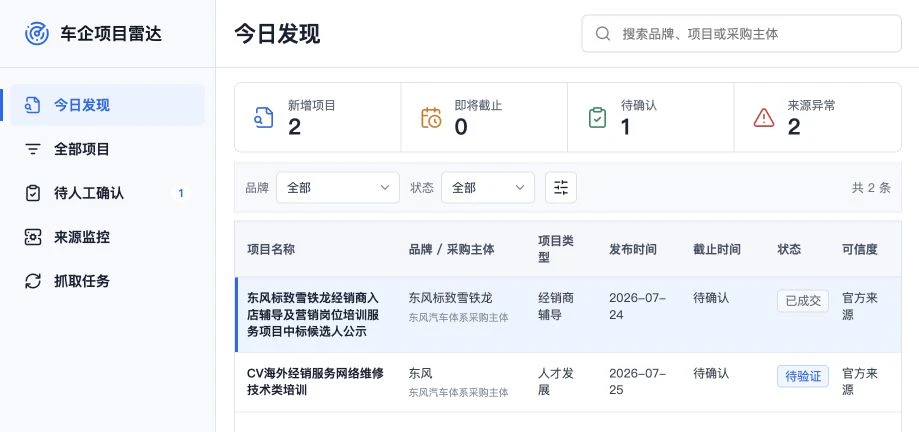 车企项目雷达
今日发现
搜索品牌、项目或采购主体
今日发现
全部项目
待人工确认 1
来源监控
抓取任务
新增项目
2
即将截止
0
待确认
1
来源异常
2
品牌 全部 状态 全部 共 2 条
项目名称 品牌 / 采购主体 项目类型 发布时间 截止时间 状态 可信度
东风标致雪铁龙经销商入
店辅导及营销岗位培训服
务项目中标候选人公示
东风标致雪铁龙
东风汽车体系采购主体
经销商
辅导
2026-07-
24
待确认
已成交
官方来
源
CV海外经销服务网络维修
技术类培训
东风
东风汽车体系采购主体
人才发
展
2026-07-
25
待确认
待验证
官方来
源